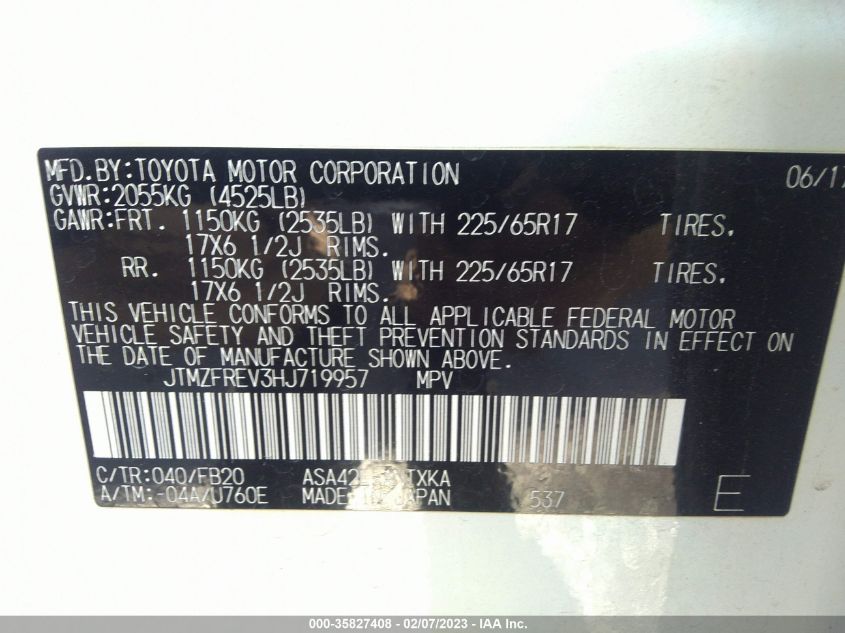 MFD.BY:TOYOTA MOTOR CORPORATION 06/17
GVWR:2055KG (4525LB)
GAWR:FRT. 1150KG (2535LB) WITH 225/65R17 TIRES,
17X6 1/2J RIMS.
RR. 1150KG (2535LB) WITH 225/65R17 TIRES,
17X6 1/2J RIMS.
THIS VEHICLE CONFORMS TO ALL APPLICABLE FEDERAL MOTOR
VEHICLE SAFETY AND THEFT PREVENTION STANDARDS IN EFFECT ON
THE DATE OF MANUFACTURE SHOWN ABOVE.
JTMZFREV3HJ719957 MPV
C/TR:040/FB20
A/TM:-04A/U760E MADE IN JAPAN 537 E
000-35827408 - 02/07/2023 - IAA Inc.